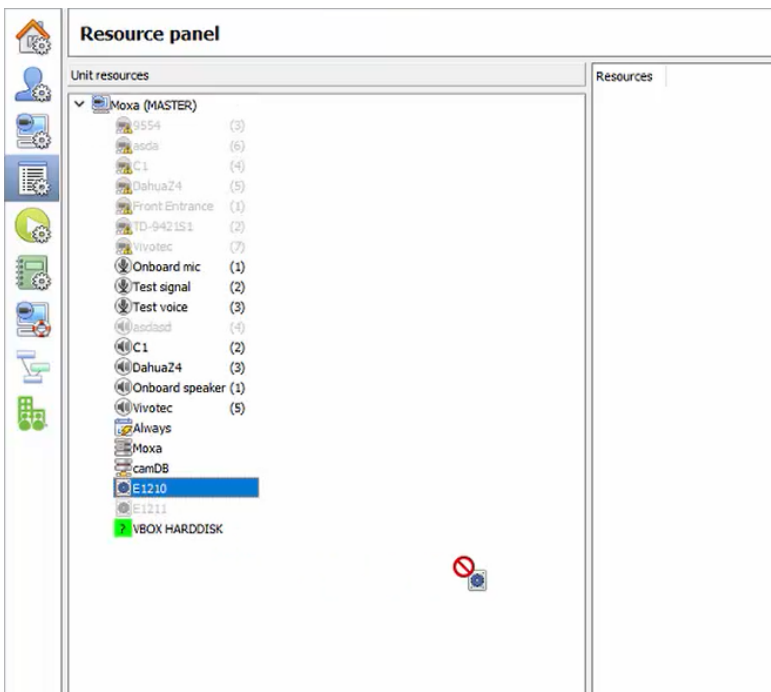 Resource panel
Unit resources
Resources
Moxa (MASTER)
9554 (3)
asda (6)
C1 (4)
DahuaZ4 (5)
Front Entrance (1)
TD-9421S1 (2)
Vivotec (7)
Onboard mic (1)
Test signal (2)
Test voice (3)
asdasd (4)
C1 (2)
DahuaZ4 (3)
Onboard speaker (1)
Vivotec (5)
Always
Moxa
camDB
E1210
E1211
? VBOX HARDDISK